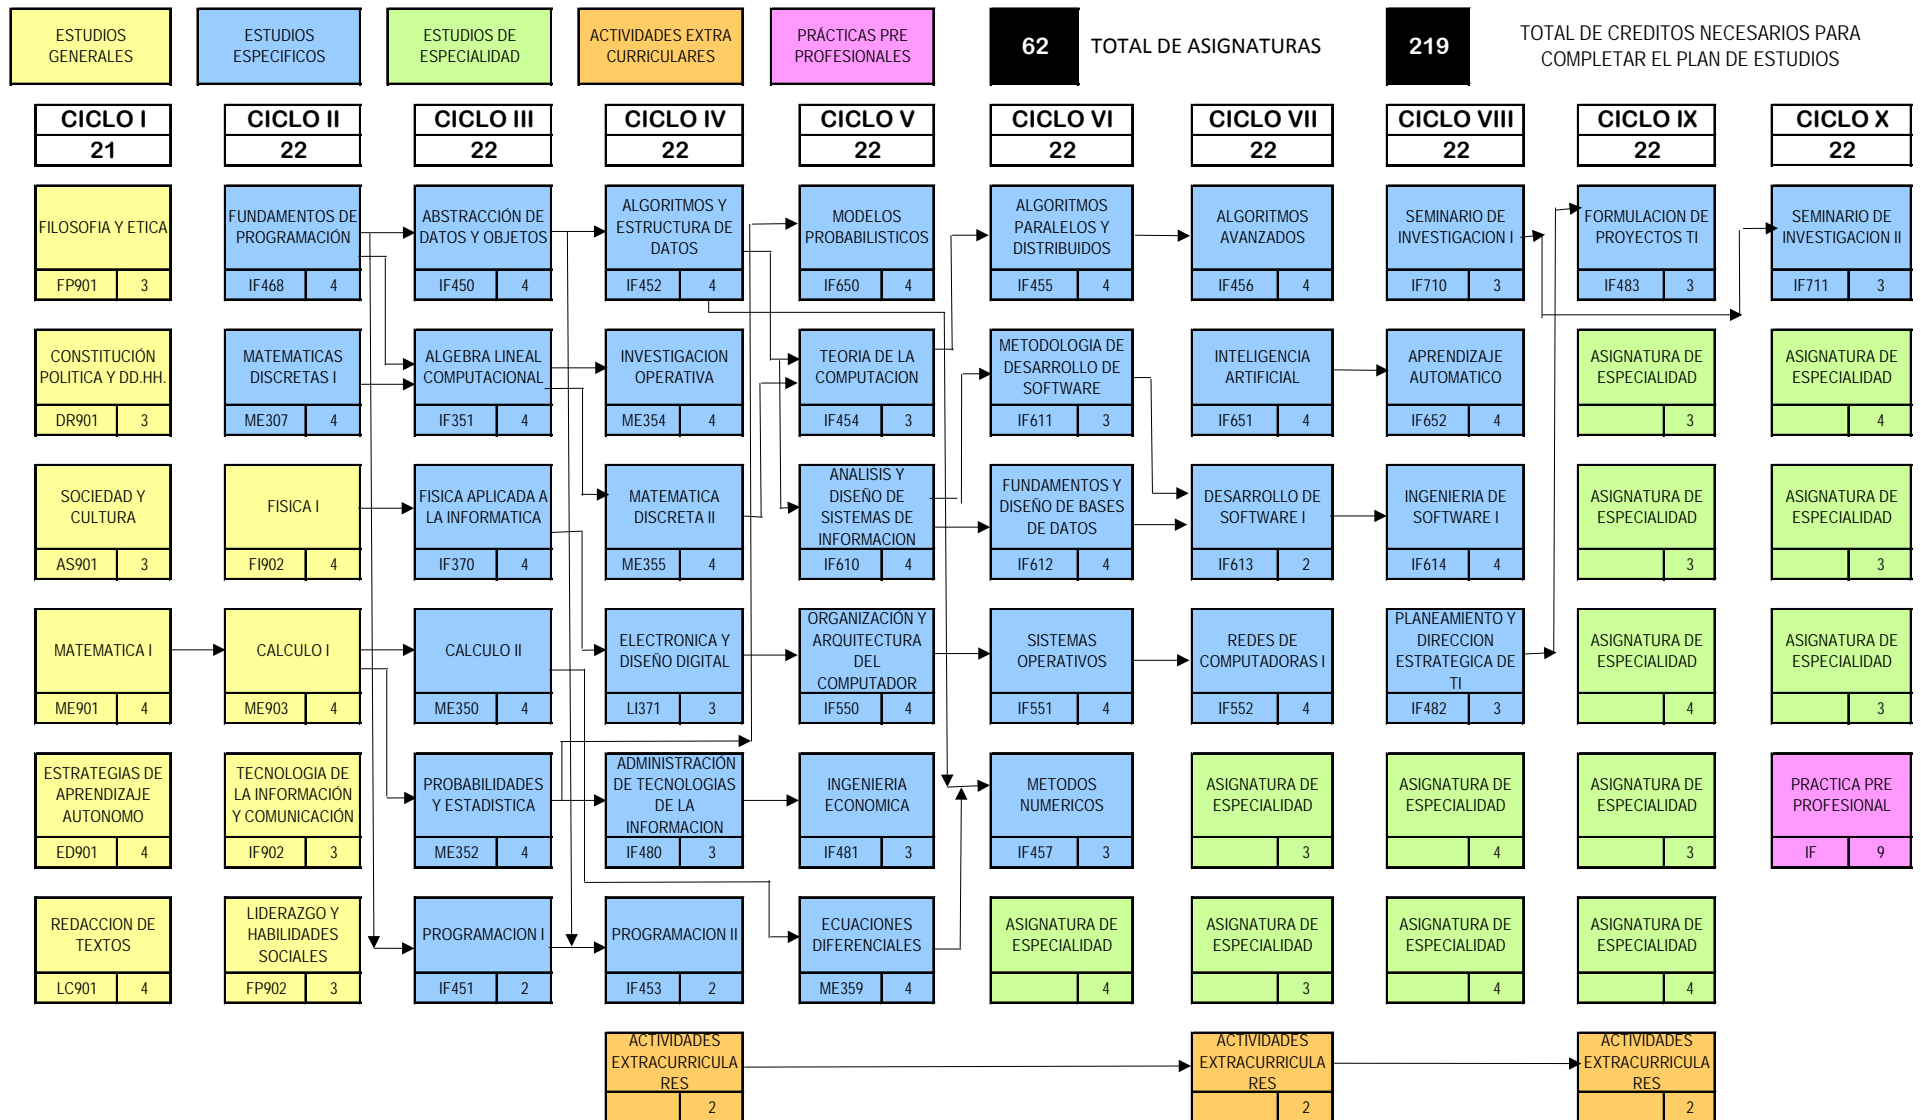 ESTUDIOS
GENERALES
ESTUDIOS
ESPECIFICOS
ESTUDIOS DE
ESPECIALIDAD
ACTIVIDADES EXTRA
CURRICULARES
PRÁCTICAS PRE
PROFESIONALES
62
TOTAL DE ASIGNATURAS
219
TOTAL DE CREDITOS NECESARIOS PARA
COMPLETAR EL PLAN DE ESTUDIOS
CICLO I
21
CICLO II
22
CICLO III
22
CICLO IV
22
CICLO V
22
CICLO VI
22
CICLO VII
22
CICLO VIII
22
CICLO IX
22
CICLO X
22
FILOSOFIA Y ETICA
FP901 3
FUNDAMENTOS DE
PROGRAMACIÓN
IF468 4
ABSTRACCIÓN DE
DATOS Y OBJETOS
IF450 4
ALGORITMOS Y
ESTRUCTURA DE
DATOS
IF452 4
MODELOS
PROBABILISTICOS
IF650 4
ALGORITMOS
PARALELOS Y
DISTRIBUIDOS
IF455 4
ALGORITMOS
AVANZADOS
IF456 4
SEMINARIO DE
INVESTIGACION I
IF710 3
FORMULACION DE
PROYECTOS TI
IF483 3
SEMINARIO DE
INVESTIGACION II
IF711 3
CONSTITUCIÓN
POLITICA Y DD.HH.
DR901 3
MATEMATICAS
DISCRETAS I
ME307 4
ALGEBRA LINEAL
COMPUTACIONAL
IF351 4
INVESTIGACION
OPERATIVA
ME354 4
TEORIA DE LA
COMPUTACION
IF454 3
METODOLOGIA DE
DESARROLLO DE
SOFTWARE
IF611 3
INTELIGENCIA
ARTIFICIAL
IF651 4
APRENDIZAJE
AUTOMATICO
IF652 4
ASIGNATURA DE
ESPECIALIDAD
3
ASIGNATURA DE
ESPECIALIDAD
4
SOCIEDAD Y
CULTURA
AS901 3
FISICA I
FI902 4
FISICA APLICADA A
LA INFORMATICA
IF370 4
MATEMATICA
DISCRETA II
ME355 4
ANALISIS Y
DISEÑO DE
SISTEMAS DE
INFORMACION
IF610 4
FUNDAMENTOS Y
DISEÑO DE BASES
DE DATOS
IF612 4
DESARROLLO DE
SOFTWARE I
IF613 2
INGENIERIA DE
SOFTWARE I
IF614 4
ASIGNATURA DE
ESPECIALIDAD
3
ASIGNATURA DE
ESPECIALIDAD
3
MATEMATICA I
ME901 4
CALCULO I
ME903 4
CALCULO II
ME350 4
ELECTRONICA Y
DISEÑO DIGITAL
LI371 3
ORGANIZACIÓN Y
ARQUITECTURA
DEL
COMPUTADOR
IF550 4
SISTEMAS
OPERATIVOS
IF551 4
REDES DE
COMPUTADORAS I
IF552 4
PLANEAMIENTO Y
DIRECCION
ESTRATEGICA DE
TI
IF482 3
ASIGNATURA DE
ESPECIALIDAD
4
ASIGNATURA DE
ESPECIALIDAD
3
ESTRATEGIAS DE
APRENDIZAJE
AUTONOMO
ED901 4
TECNOLOGIA DE
LA INFORMACIÓN
Y COMUNICACIÓN
IF902 3
PROBABILIDADES
Y ESTADISTICA
ME352 4
ADMINISTRACIÓN
DE TECNOLOGIAS
DE LA
INFORMACION
IF480 3
INGENIERIA
ECONOMICA
IF481 3
METODOS
NUMERICOS
IF457 3
ASIGNATURA DE
ESPECIALIDAD
3
ASIGNATURA DE
ESPECIALIDAD
4
ASIGNATURA DE
ESPECIALIDAD
3
PRACTICA PRE
PROFESIONAL
IF 9
REDACCION DE
TEXTOS
LC901 4
LIDERAZGO Y
HABILIDADES
SOCIALES
FP902 3
PROGRAMACION I
IF451 2
PROGRAMACION II
IF453 2
ECUACIONES
DIFERENCIALES
ME359 4
ASIGNATURA DE
ESPECIALIDAD
4
ASIGNATURA DE
ESPECIALIDAD
3
ASIGNATURA DE
ESPECIALIDAD
4
ASIGNATURA DE
ESPECIALIDAD
4
ACTIVIDADES
EXTRACURRICULA
RES
2
ACTIVIDADES
EXTRACURRICULA
RES
2
ACTIVIDADES
EXTRACURRICULA
RES
2